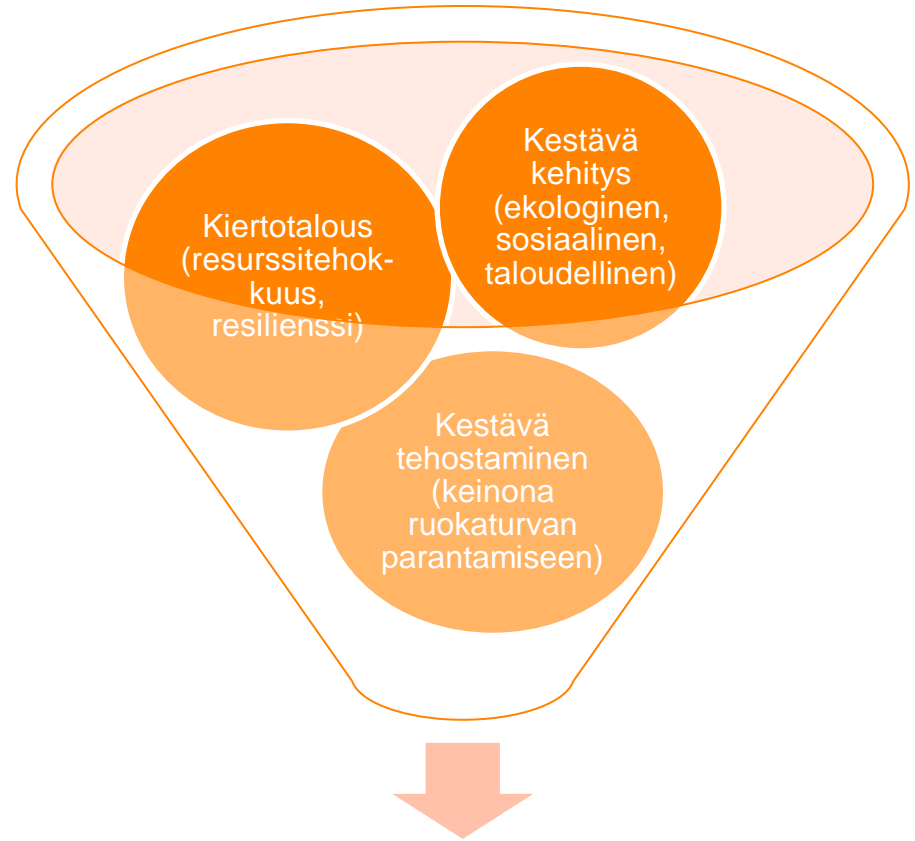 Kestävä
kehitys
(ekologinen,
sosiaalinen,
taloudellinen)
Kiertotalous
(resurssitehok-
kuus,
resilienssi)
Kestävä
tehostaminen
(keinona
ruokaturvan
parantamiseen)